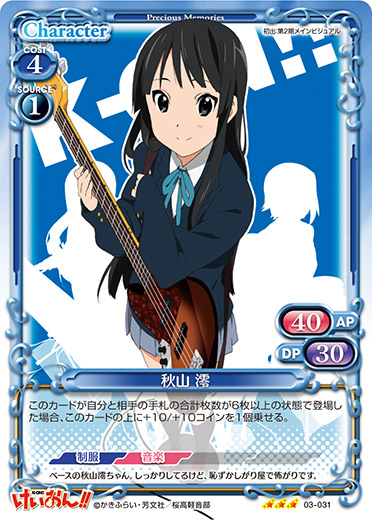 Precious Memories
Character
初出:第2期メインビジュアル
COST
4
SOURCE
1
K-ON!!
40 AP
DP 30
秋山 澪
このカードが自分と相手の手札の合計枚数が6枚以上の状態で登場し
た場合、このカードの上に+10/+10コインを1個乗せる。
制服 音楽
ベースの秋山澪ちゃん。しっかりしてるけど、恥ずかしがり屋で怖がりです。
けいおん!!
©かきふらい・芳文社/桜高軽音部
03-031